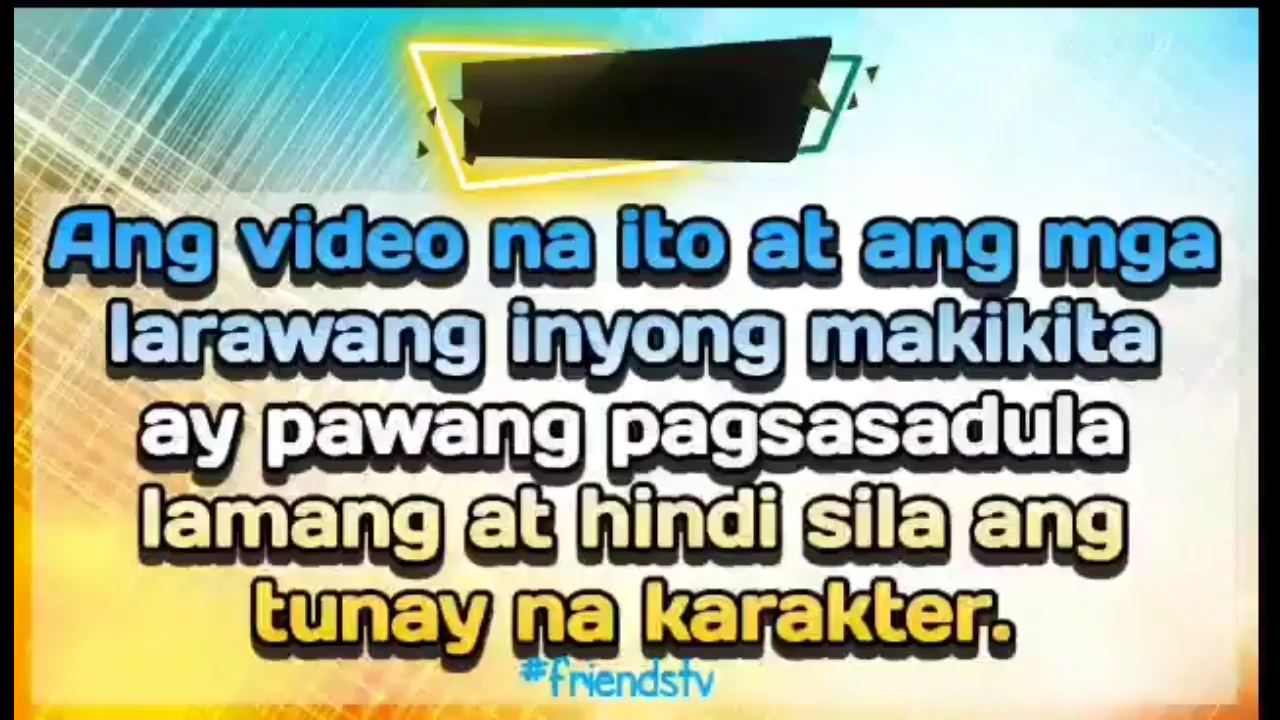 Ang video na ito at ang mga
larawang inyong makikita
ay pawang pagsasadula
lamang at hindi sila ang
tunay na karakter.
#friendstv